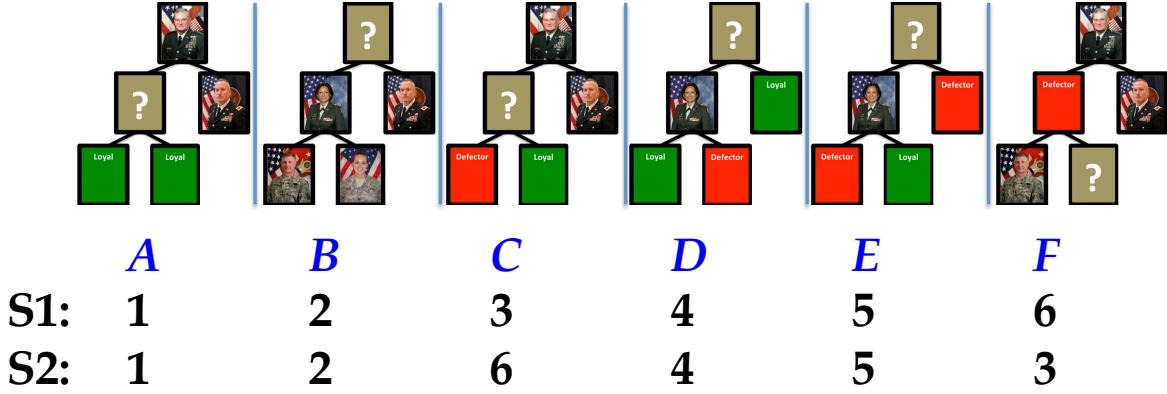 ? ? ? ?
Loyal
? ? Defector Defector
Loyal Loyal Defector Loyal Loyal Defector Defector Loyal ?
A B C D E F
S1: 1 2 3 4 5 6
S2: 1 2 6 4 5 3